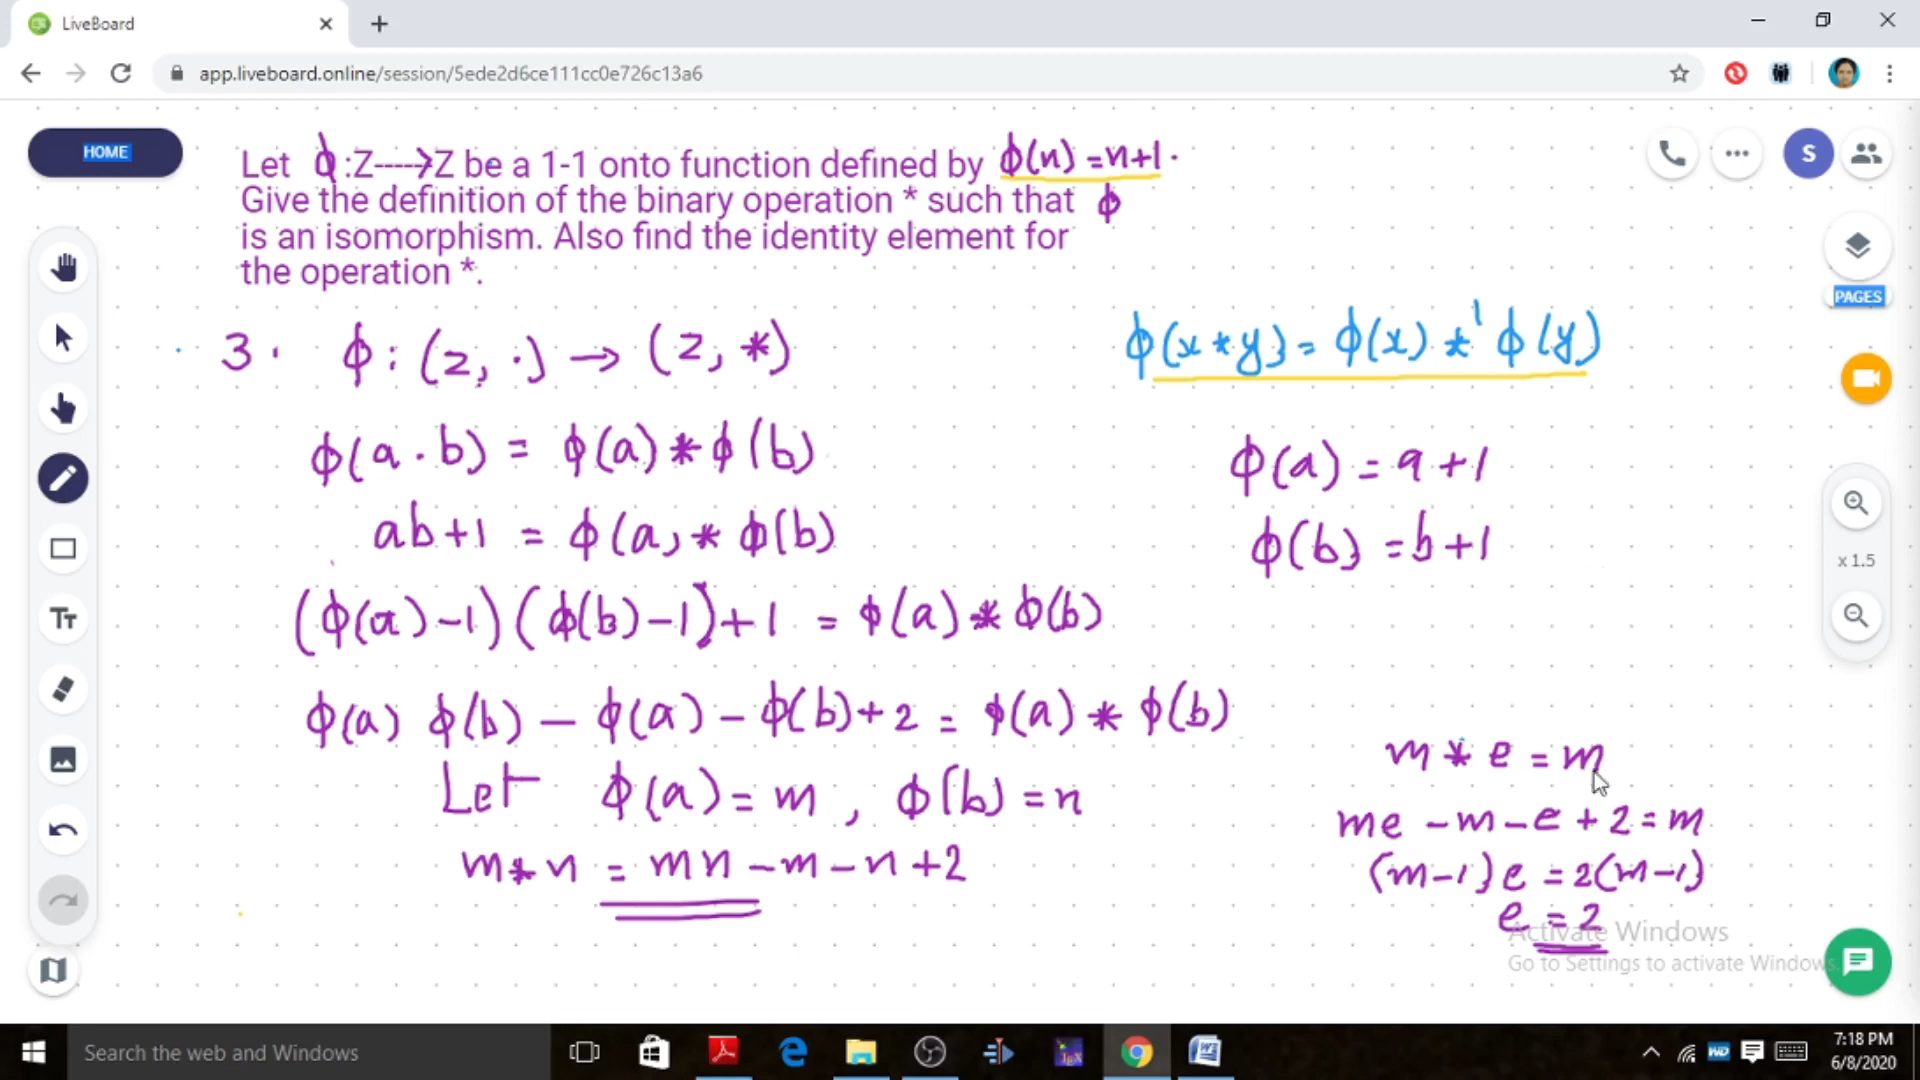 LiveBoard
app.liveboard.online/session/5ede2d6ce111cc0e726c13a6
HOME
Let ϕ :Z----->Z be a 1-1 onto function defined by ϕ(n) = n+1.
Give the definition of the binary operation * such that ϕ
is an isomorphism. Also find the identity element for
the operation *.
S
PAGES
3. ϕ : (Z, ·) → (Z, *)
ϕ(x * y) = ϕ(x) *' ϕ(y)
ϕ(a · b) = ϕ(a) * ϕ(b)
ϕ(a) = a + 1
ab + 1 = ϕ(a) * ϕ(b)
ϕ(b) = b + 1
x 1.5
(ϕ(a) - 1) (ϕ(b) - 1) + 1 = ϕ(a) * ϕ(b)
Tт
ϕ(a) ϕ(b) - ϕ(a) - ϕ(b) + 2 = ϕ(a) * ϕ(b)
Let ϕ(a) = m , ϕ(b) = n
m * n = mn - m - n + 2
m * e = m
me - m - e + 2 = m
(m - 1) e = 2(m - 1)
e = 2
Activate Windows
Go to Settings to activate Windows.
Search the web and Windows
7:18 PM
6/8/2020